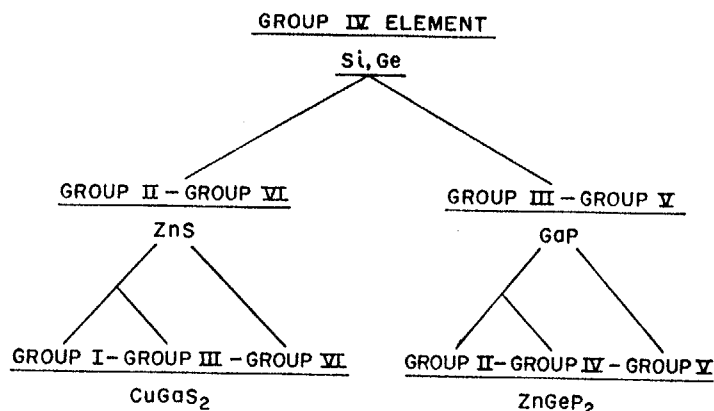 GROUP IV ELEMENT
Si, Ge
GROUP II – GROUP VI
GROUP III – GROUP V
ZnS
GaP
GROUP I – GROUP III – GROUP VI
GROUP II – GROUP IV – GROUP V
CuGaS₂
ZnGeP₂